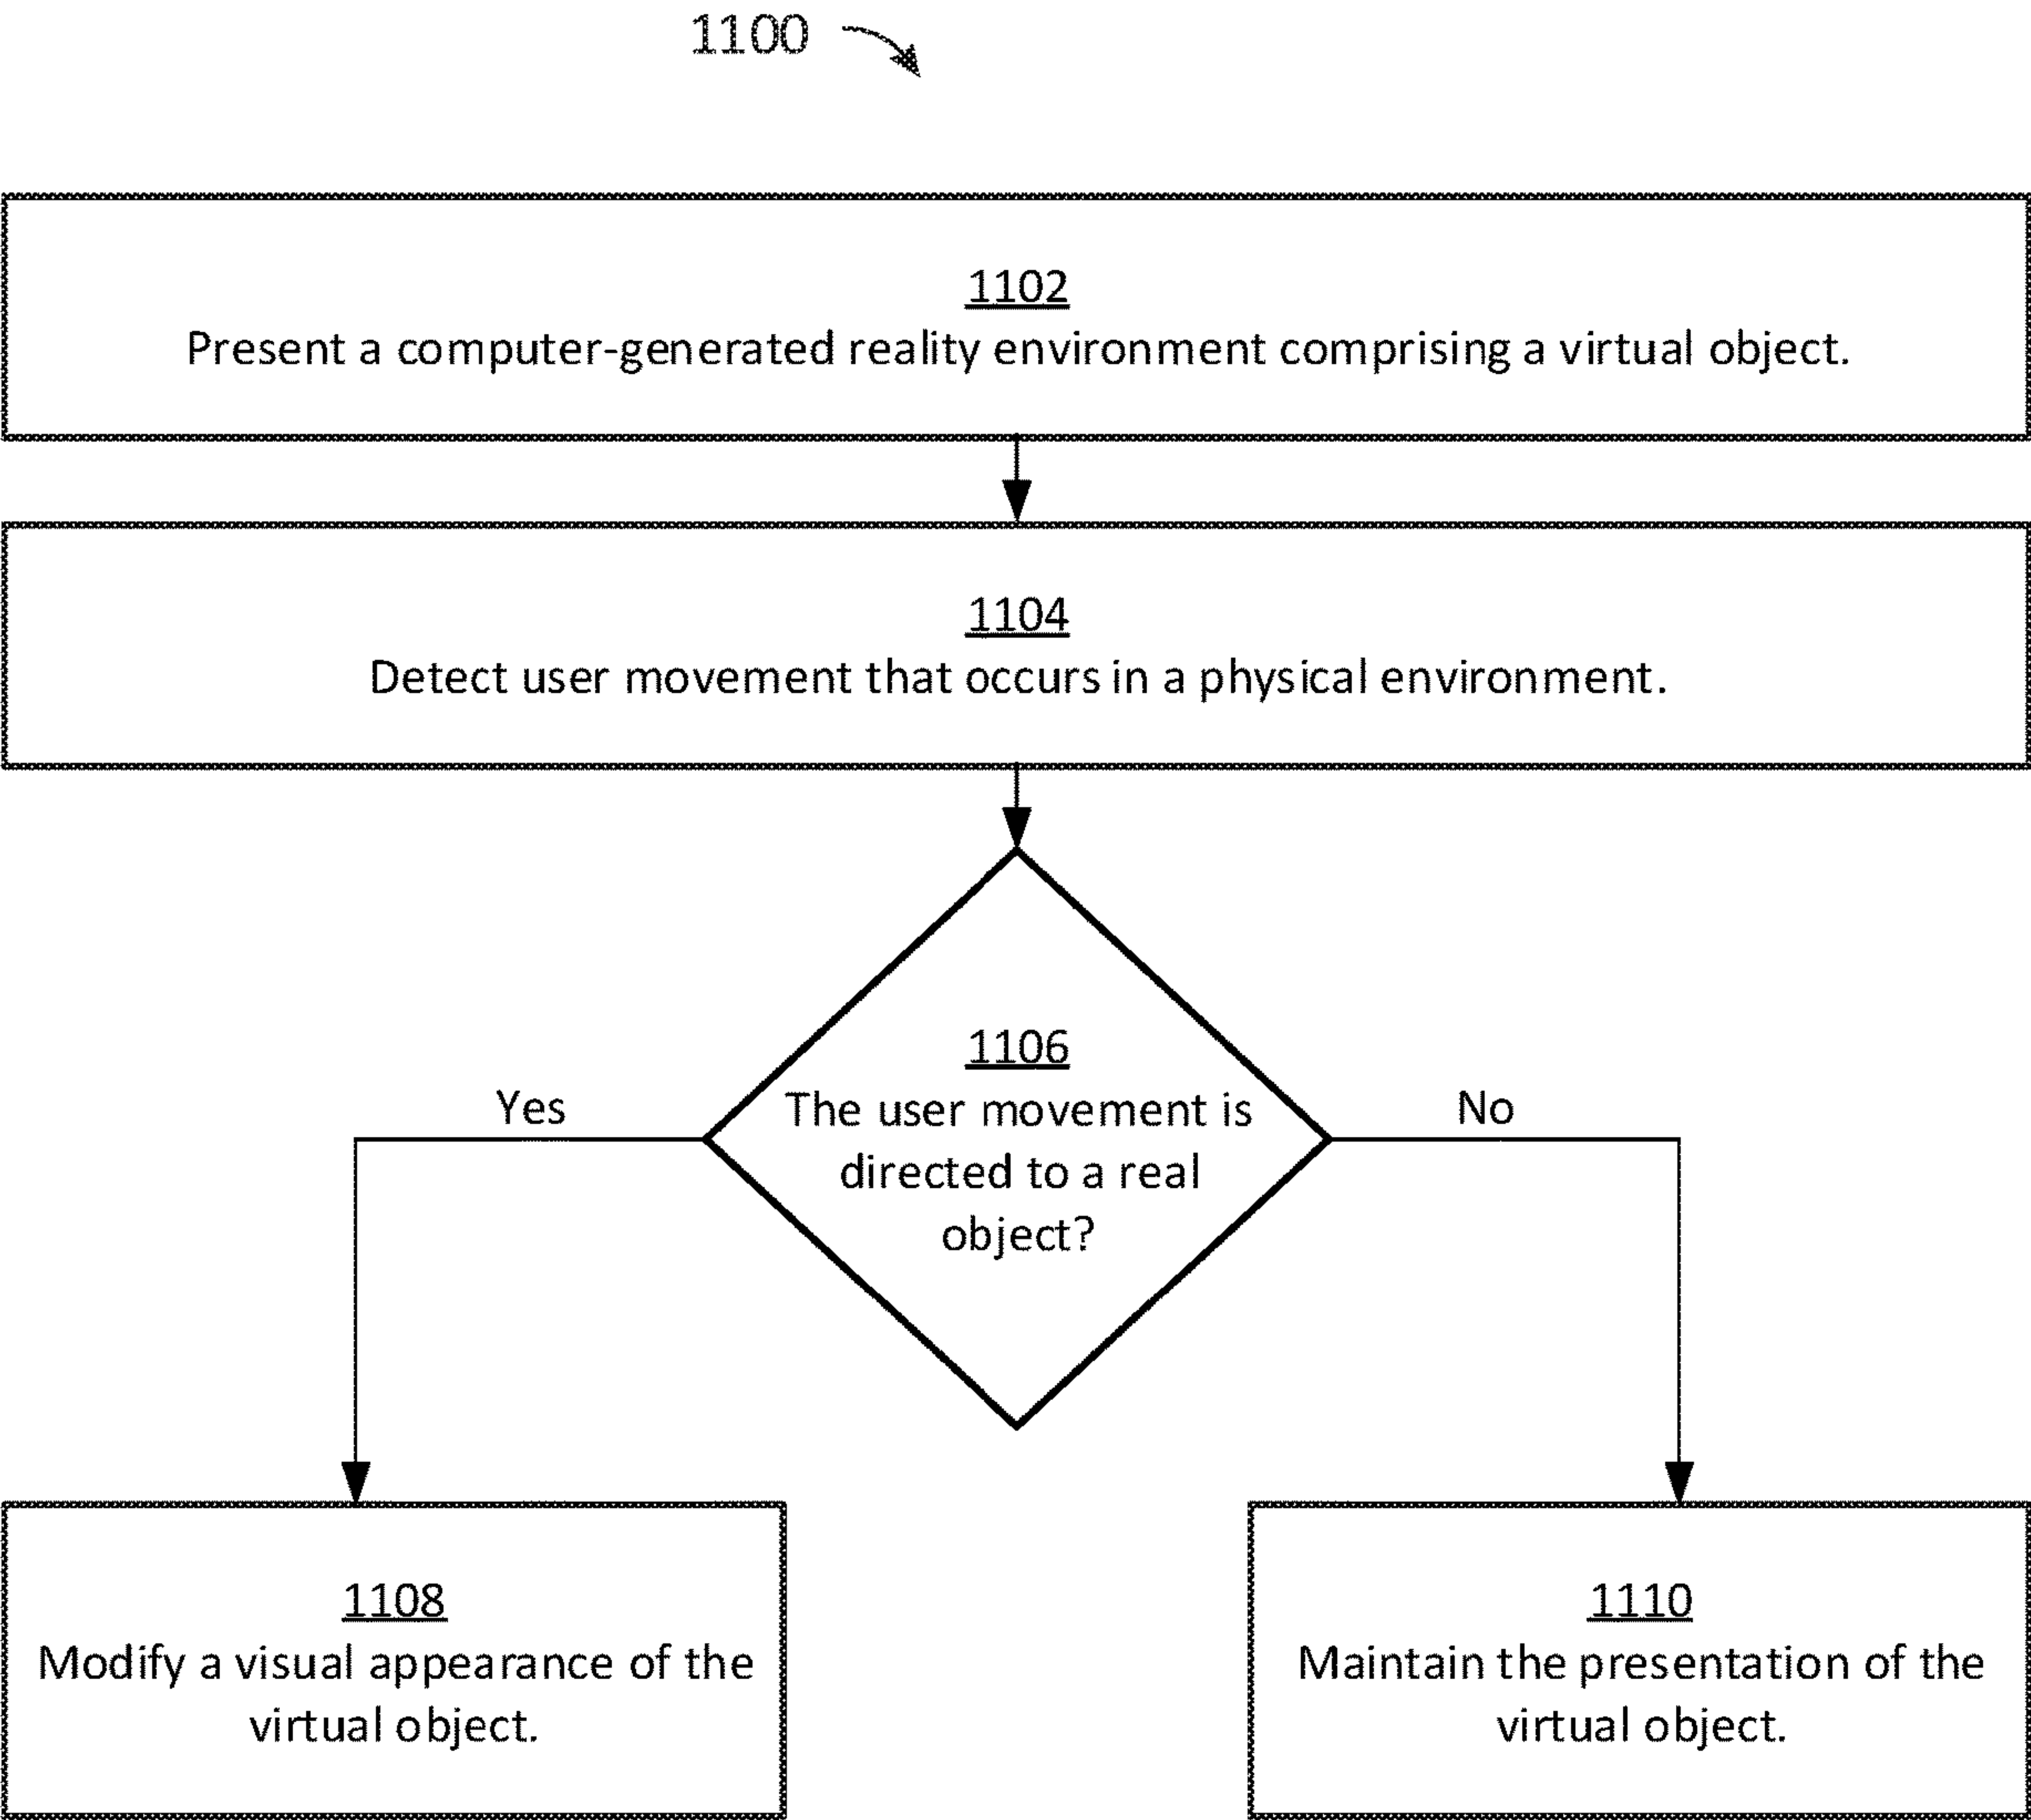 1100
1102
Present a computer-generated reality environment comprising a virtual object.
1104
Detect user movement that occurs in a physical environment.
1106
The user movement is
directed to a real
object?
Yes
No
1108
Modify a visual appearance of the
virtual object.
1110
Maintain the presentation of the
virtual object.